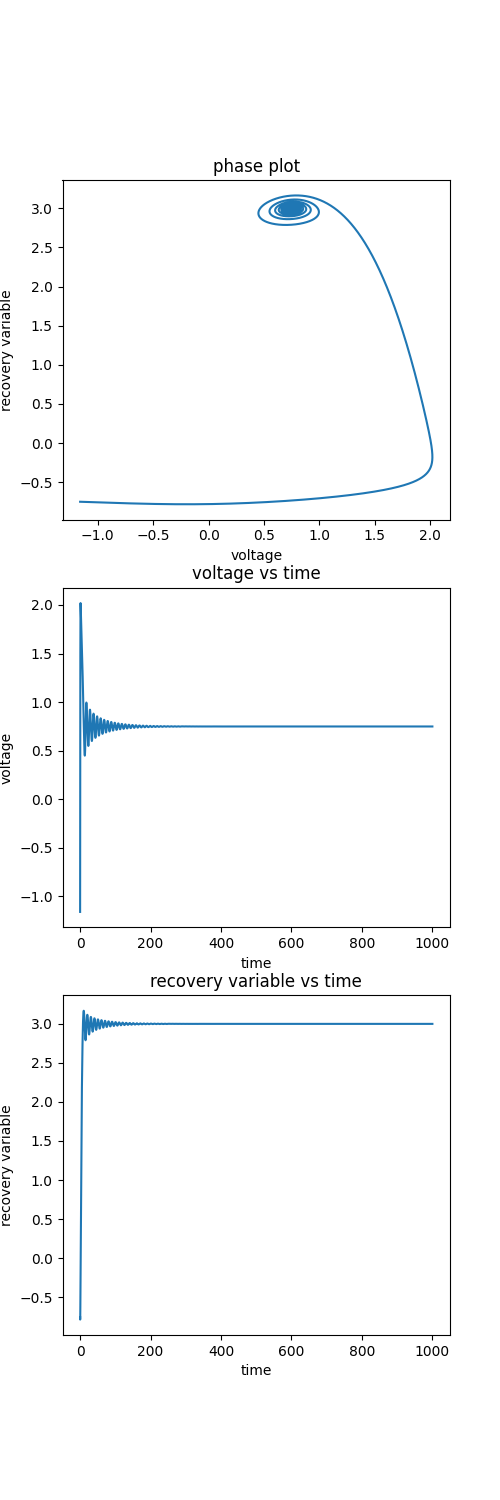 phase plot
3.0
2.5
2.0
1.5
1.0
0.5
0.0
−0.5
recovery variable
−1.0 −0.5 0.0 0.5 1.0 1.5 2.0
voltage
voltage vs time
2.0
1.5
1.0
0.5
0.0
−0.5
−1.0
voltage
0 200 400 600 800 1000
time
recovery variable vs time
3.0
2.5
2.0
1.5
1.0
0.5
0.0
−0.5
recovery variable
0 200 400 600 800 1000
time